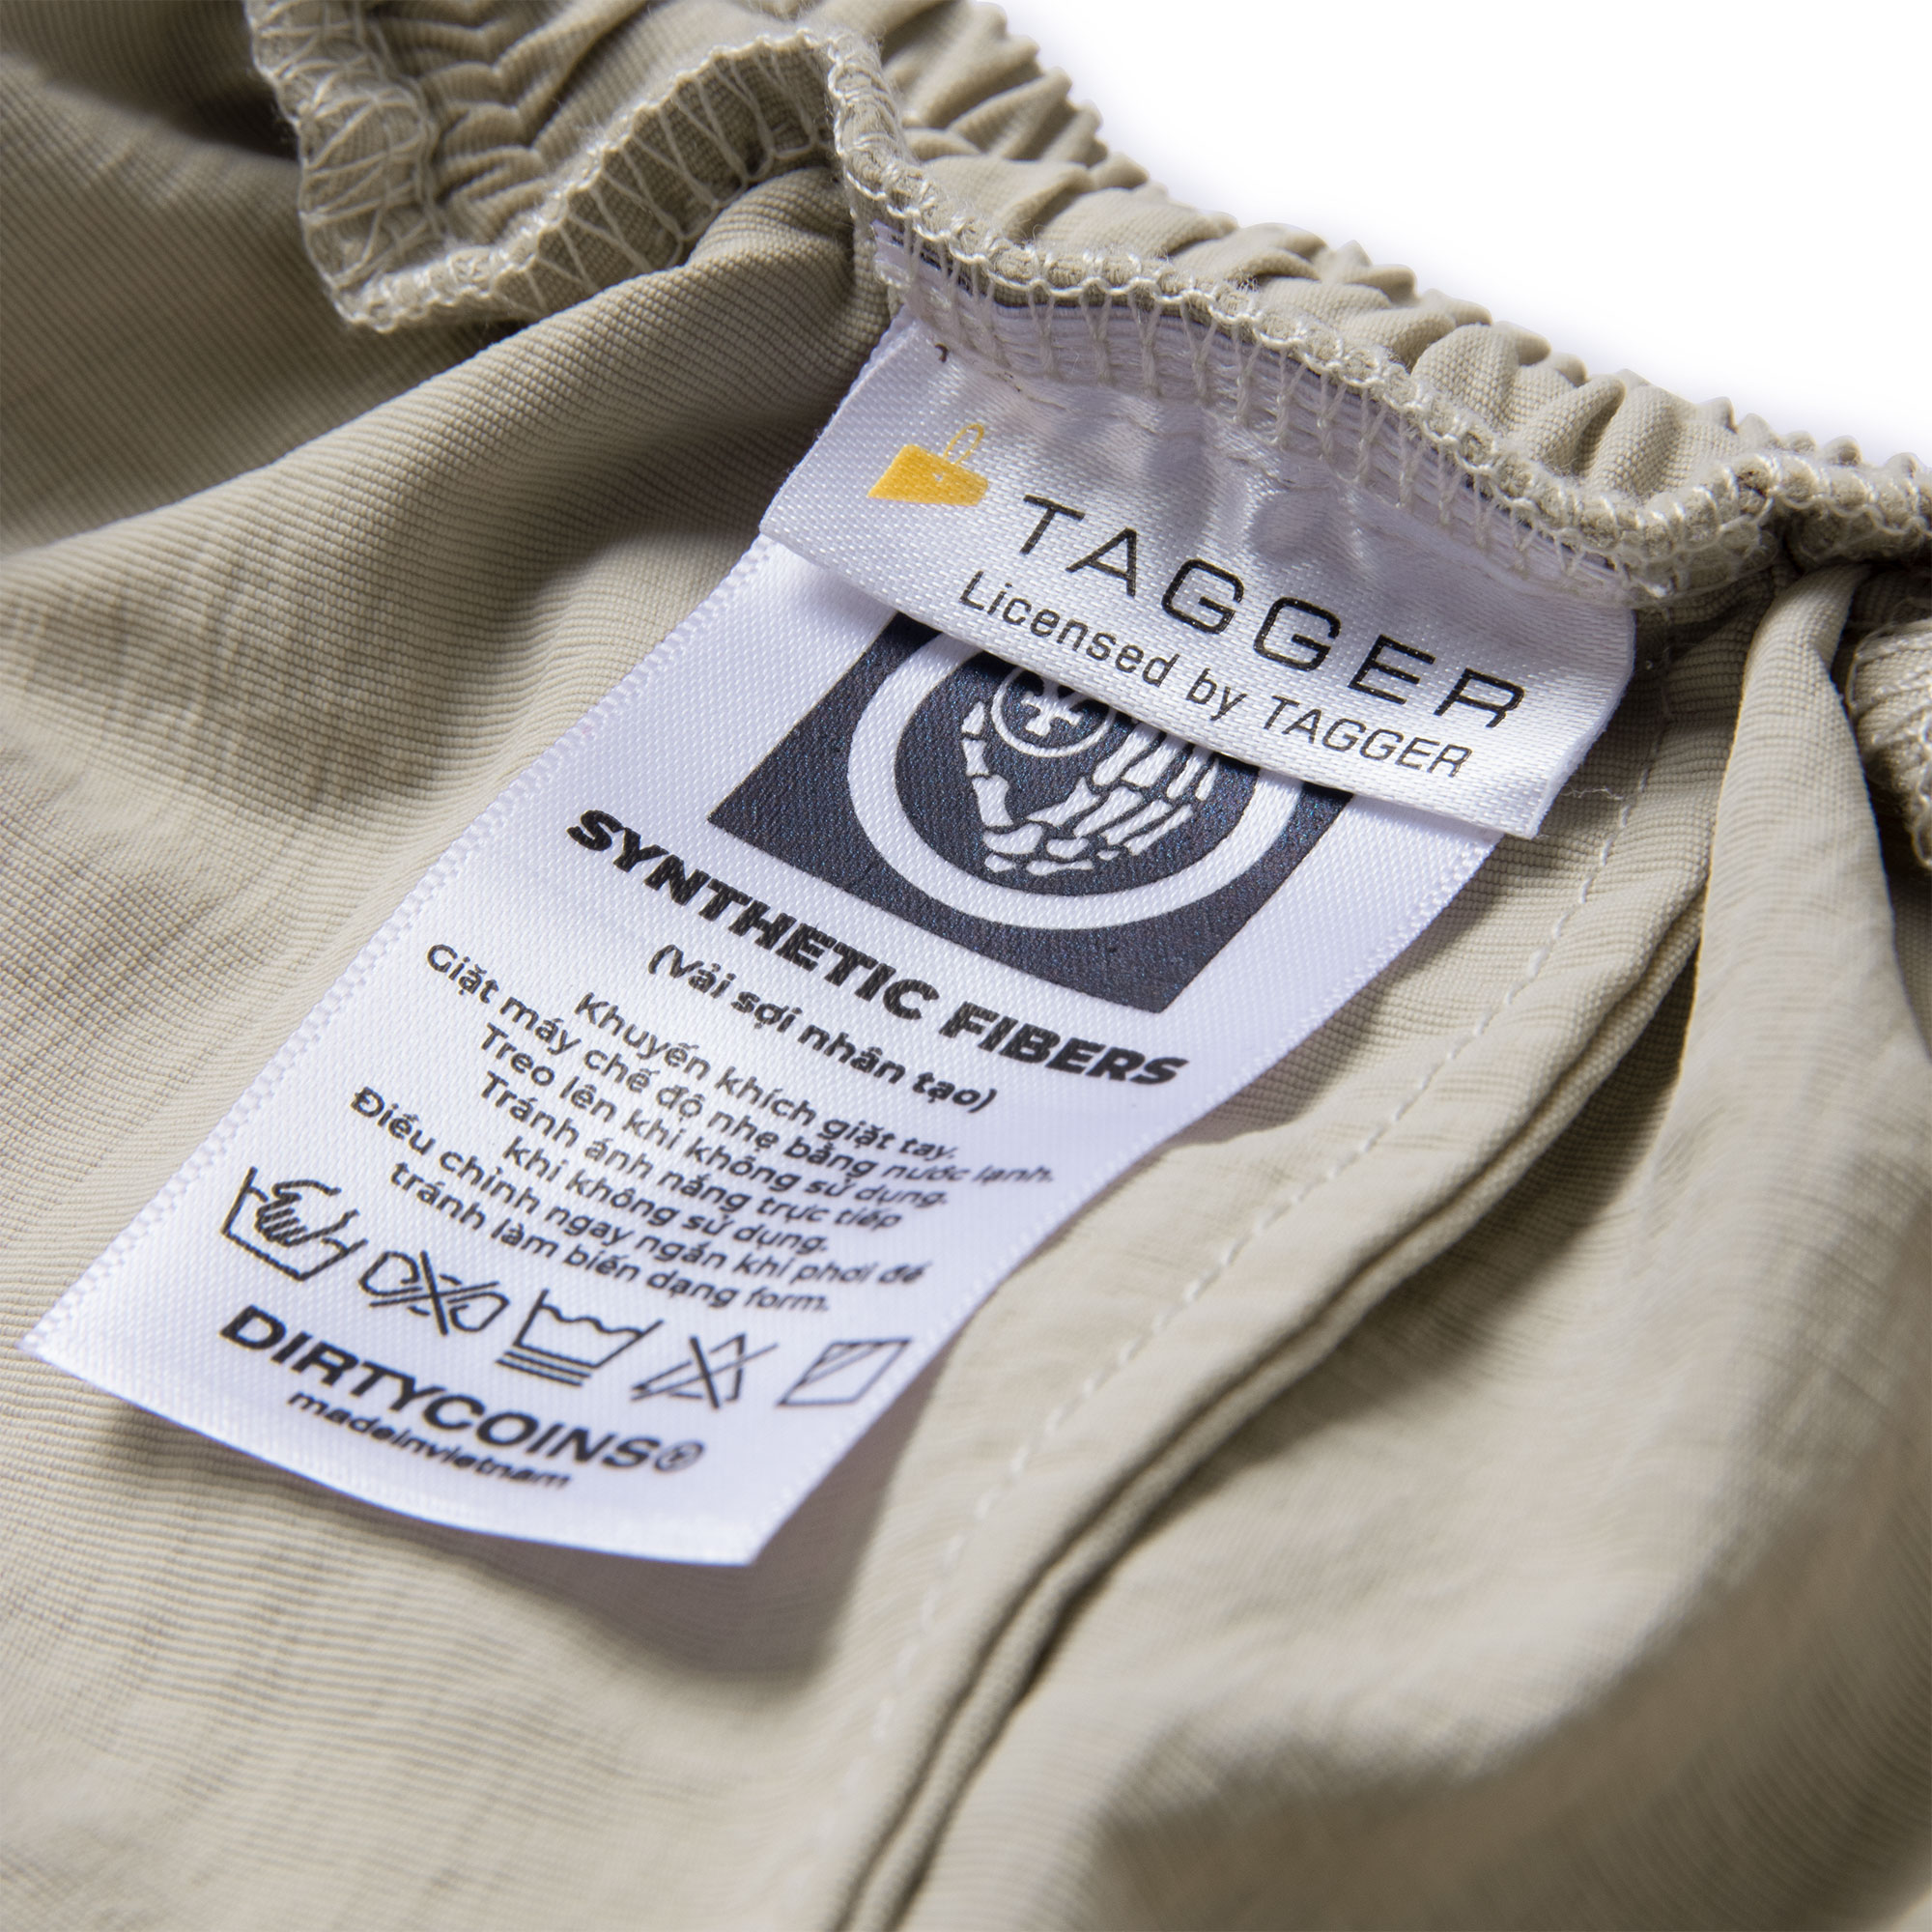 TAGGER
Licensed by TAGGER
SYNTHETIC FIBERS
(Vải sợi nhân tạo)
Khuyến khích giặt tay.
Giặt máy chế độ nhẹ bằng nước lạnh.
Treo lên khi không sử dụng.
Tránh ánh nắng trực tiếp
khi không sử dụng.
Điều chỉnh ngay ngắn khi phơi để
tránh làm biến dạng form.
DIRTYCOINS®
madeinvietnam